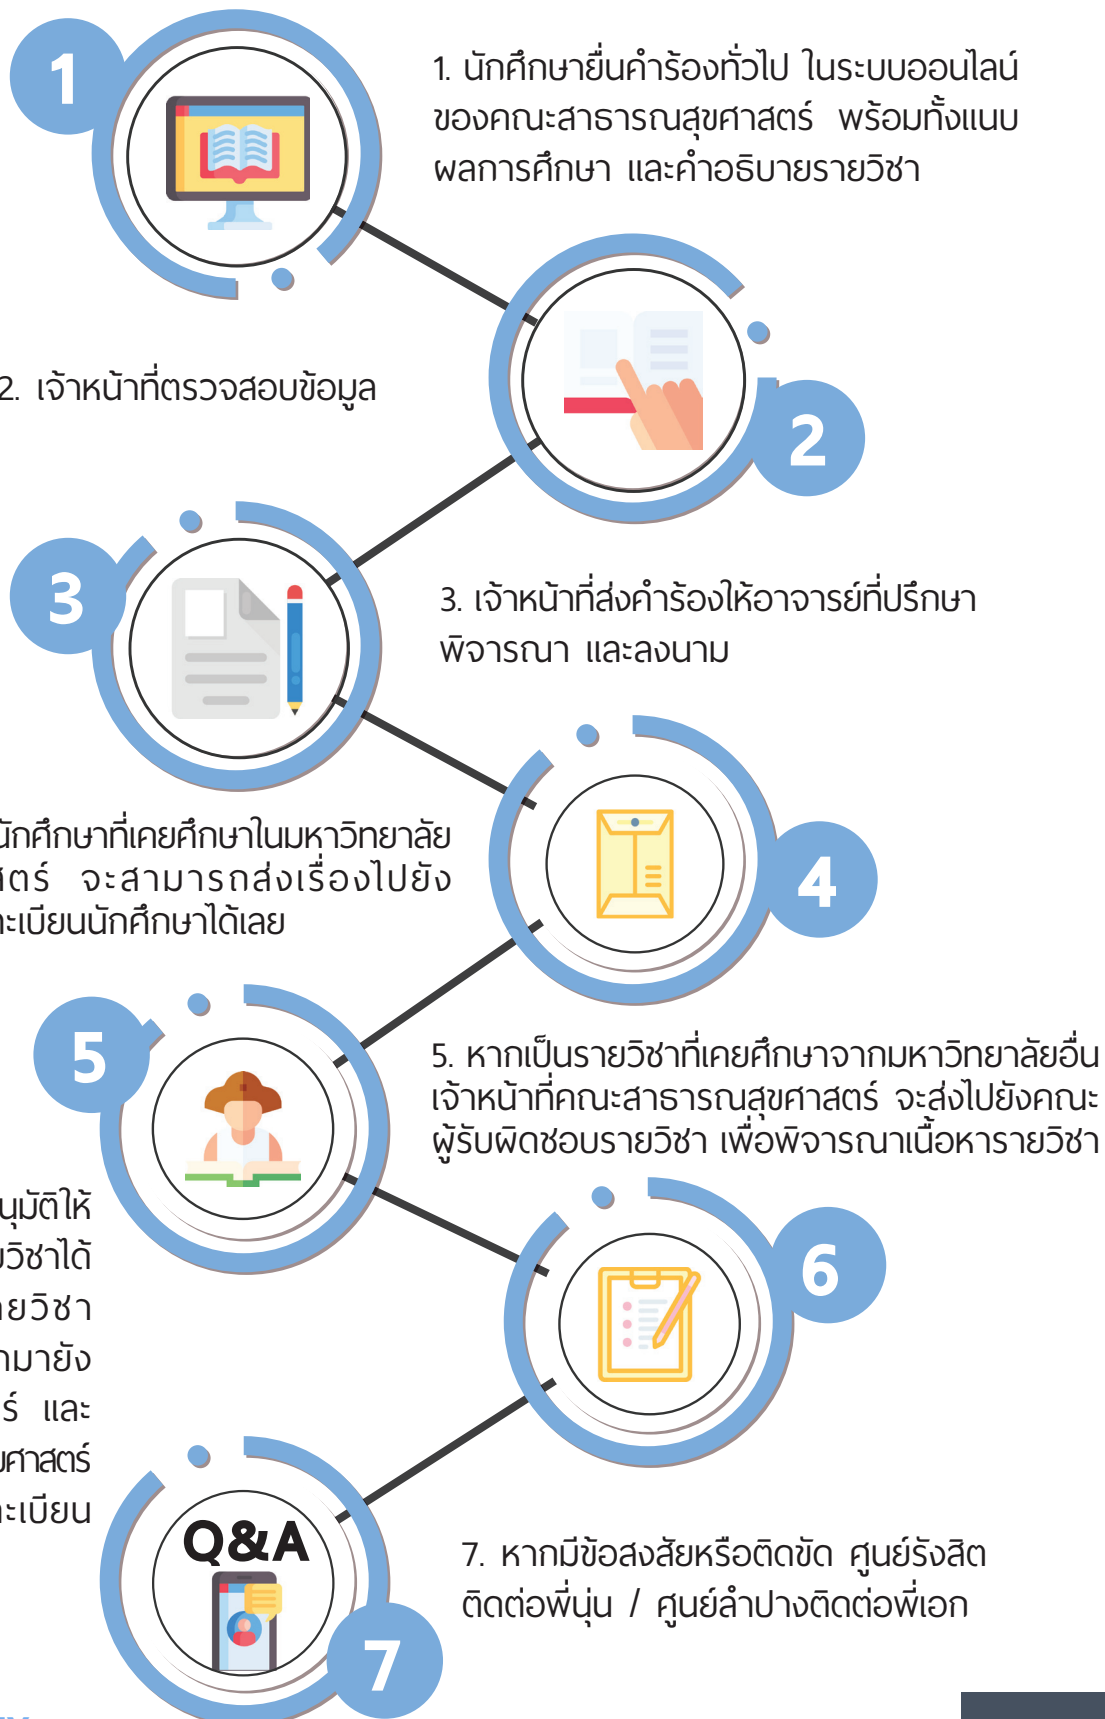 1
1. นักศึกษายื่นคำร้องทั่วไป ในระบบออนไลน์
ของคณะสาธารณสุขศาสตร์ พร้อมทั้งแนบ
ผลการศึกษา และคำอธิบายรายวิชา
2. เจ้าหน้าที่ตรวจสอบข้อมูล
2
3
3. เจ้าหน้าที่ส่งคำร้องให้อาจารย์ที่ปรึกษา
พิจารณา และลงนาม
นักศึกษาที่เคยศึกษาในมหาวิทยาลัย
สตร์ จะสามารถส่งเรื่องไปยัง
ทะเบียนนักศึกษาได้เลย
4
5
5. หากเป็นรายวิชาที่เคยศึกษาจากมหาวิทยาลัยอื่น
เจ้าหน้าที่คณะสาธารณสุขศาสตร์ จะส่งไปยังคณะ
ผู้รับผิดชอบรายวิชา เพื่อพิจารณาเนื้อหารายวิชา
นุมัติให้
วิชาได้
ยวิชา
มายัง
ร์ และ
ศาสตร์
ทะเบียน
6
Q&A
7
7. หากมีข้อสงสัยหรือติดขัด ศูนย์รังสิต
ติดต่อพี่นุ่น / ศูนย์ลำปางติดต่อพี่เอก